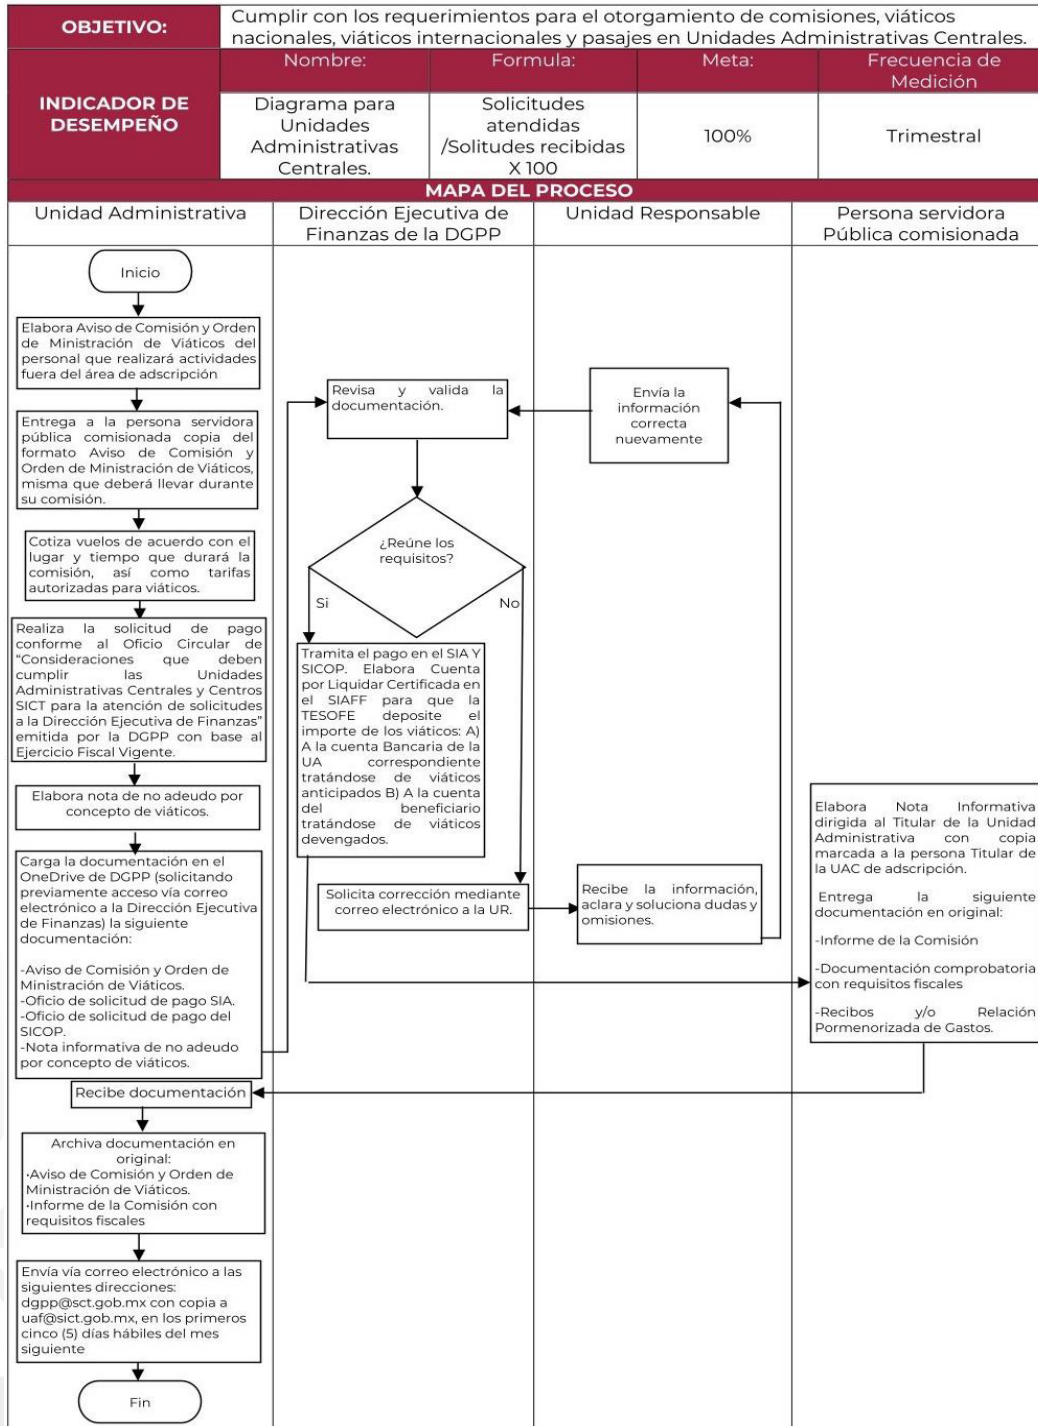 OBJETIVO:
Cumplir con los requerimientos para el otorgamiento de comisiones, viáticos
nacionales, viáticos internacionales y pasajes en Unidades Administrativas Centrales.
INDICADOR DE
DESEMPEÑO
Nombre:
Formula:
Meta:
Frecuencia de
Medición
Diagrama para
Unidades
Administrativas
Centrales.
Solicitudes
atendidas
/Solitudes recibidas
X 100
100%
Trimestral
MAPA DEL PROCESO
Unidad Administrativa
Dirección Ejecutiva de
Finanzas de la DGPP
Unidad Responsable
Persona servidora
Pública comisionada
Inicio
Elabora Aviso de Comisión y Orden
de Ministración de Viáticos del
personal que realizará actividades
fuera del área de adscripción
Entrega a la persona servidora
pública comisionada copia del
formato Aviso de Comisión y
Orden de Ministración de Viáticos,
misma que deberá llevar durante
su comisión.
Cotiza vuelos de acuerdo con el
lugar y tiempo que durará la
comisión, así como tarifas
autorizadas para viáticos.
Realiza la solicitud de pago
conforme al Oficio Circular de
“Consideraciones que deben
cumplir las Unidades
Administrativas Centrales y Centros
SICT para la atención de solicitudes
a la Dirección Ejecutiva de Finanzas”
emitida por la DGPP con base al
Ejercicio Fiscal Vigente.
Elabora nota de no adeudo por
concepto de viáticos.
Carga la documentación en el
OneDrive de DGPP (solicitando
previamente acceso vía correo
electrónico a la Dirección Ejecutiva
de Finanzas) la siguiente
documentación:
-Aviso de Comisión y Orden de
Ministración de Viáticos.
-Oficio de solicitud de pago SIA.
-Oficio de solicitud de pago del
SICOP.
-Nota informativa de no adeudo
por concepto de viáticos.
Revisa y valida la
documentación.
¿Reúne los
requisitos?
Si
No
Tramita el pago en el SIA Y
SICOP. Elabora Cuenta
por Liquidar Certificada en
el SIAFF para que la
TESOFE deposite el
importe de los viáticos: A)
A la cuenta Bancaria de la
UA correspondiente
tratándose de viáticos
anticipados B) A la cuenta
del beneficiario
tratándose de viáticos
devengados.
Solicita corrección mediante
correo electrónico a la UR.
Envía la
información
correcta
nuevamente
Recibe la información,
aclara y soluciona dudas y
omisiones.
Elabora Nota Informativa
dirigida al Titular de la Unidad
Administrativa con copia
marcada a la persona Titular de
la UAC de adscripción.
Entrega la siguiente
documentación en original:
-Informe de la Comisión
-Documentación comprobatoria
con requisitos fiscales
-Recibos y/o Relación
Pormenorizada de Gastos.
Recibe documentación
Archiva documentación en
original:
·Aviso de Comisión y Orden de
Ministración de Viáticos.
·Informe de la Comisión con
requisitos fiscales
Envía vía correo electrónico a las
siguientes direcciones:
dgpp@sct.gob.mx con copia a
uaf@sict.gob.mx, en los primeros
cinco (5) días hábiles del mes
siguiente
Fin